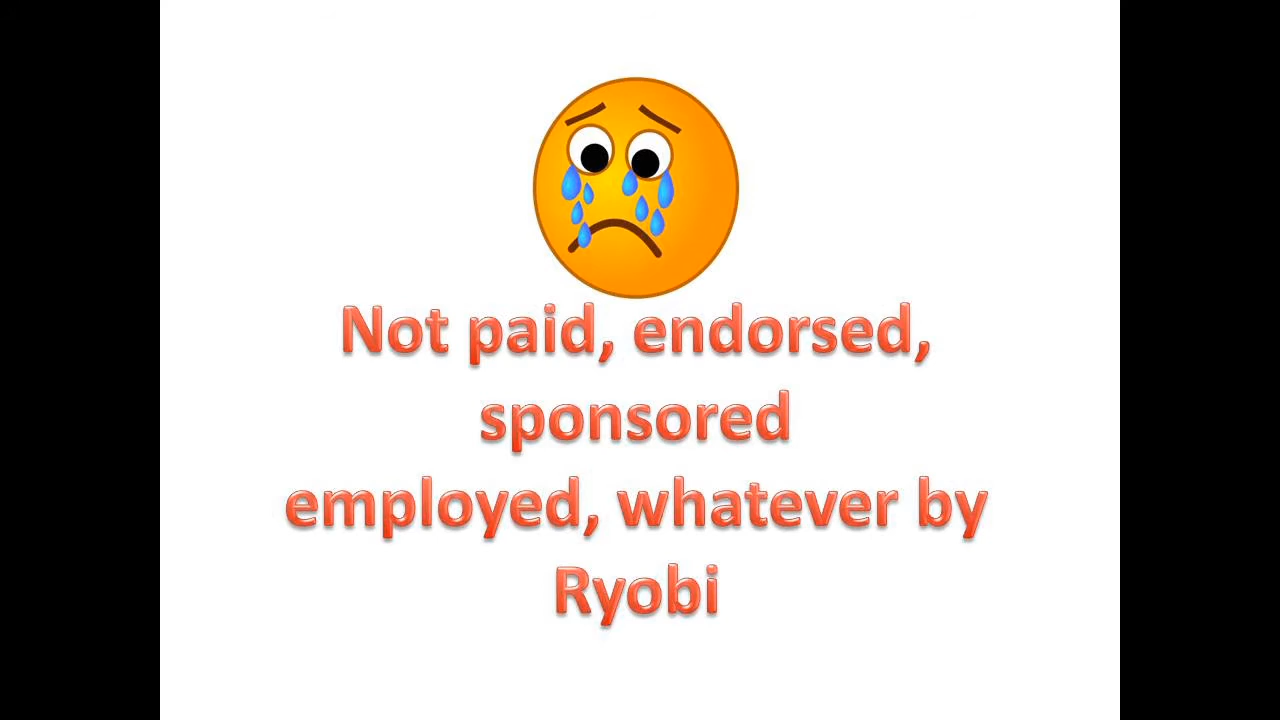 Not paid, endorsed,
sponsored
employed, whatever by
Ryobi